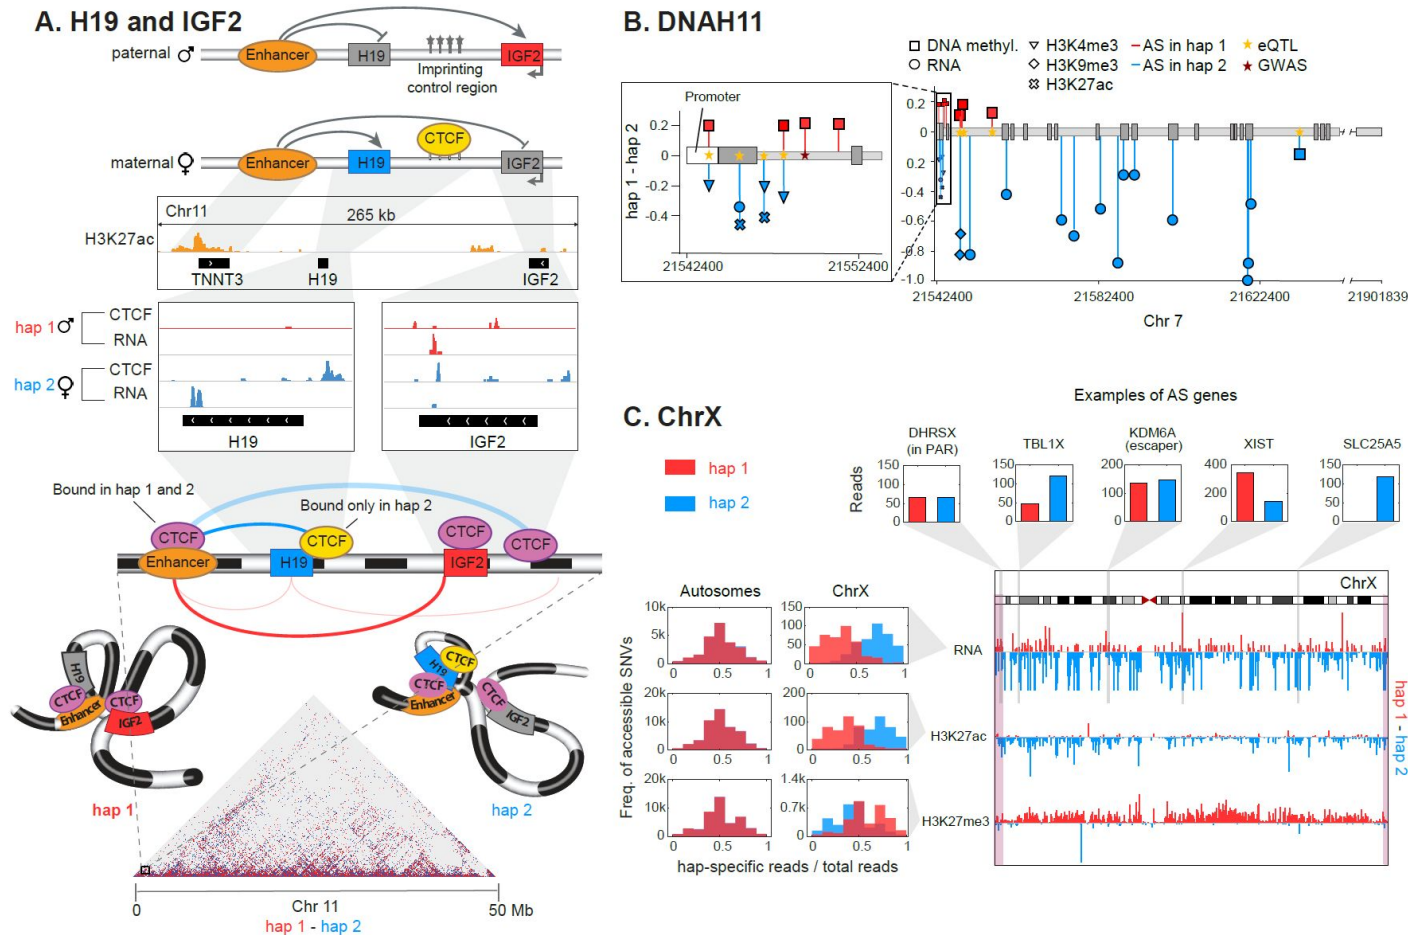 A. H19 and IGF2
paternal ♂
Enhancer
H19
Imprinting
control region
IGF2
maternal ♀
Enhancer
H19
CTCF
IGF2
Chr11
265 kb
H3K27ac
TNNT3
H19
IGF2
hap 1 ♂
CTCF
RNA
hap 2 ♀
CTCF
RNA
H19
IGF2
Bound in hap 1 and 2
Bound only in hap 2
CTCF
Enhancer
H19
CTCF
CTCF
IGF2
CTCF
H19
CTCF
Enhancer
CTCF
IGF2
hap 1
H19
CTCF
CTCF
Enhancer
CTCF
IGF2
hap 2
0
Chr 11
50 Mb
hap 1 - hap 2
B. DNAH11
DNA methyl.
RNA
H3K4me3
H3K9me3
H3K27ac
AS in hap 1
AS in hap 2
eQTL
GWAS
Promoter
hap 1 - hap 2
0.2
0
-0.2
-0.4
21542400
21552400
0.2
0
0.2
-0.4
-0.6
-0.8
-1.0
21542400
21582400
21622400
21901839
Chr 7
C. ChrX
hap 1
hap 2
Examples of AS genes
Reads
DHRSX
(in PAR)
150
100
50
0
TBL1X
150
100
50
0
KDM6A
(escaper)
200
100
0
XIST
400
200
0
SLC25A5
150
100
50
0
Freq. of accessible SNVs
Autosomes
10k
5k
0
0 0.5 1
20k
10k
0
0 0.5 1
20k
10k
0
0 0.5 1
ChrX
150
100
50
0
0 0.5 1
200
100
0
0 0.5 1
1.4k
0.7k
0
0 0.5 1
hap-specific reads / total reads
ChrX
RNA
H3K27ac
H3K27me3
hap 1 - hap 2